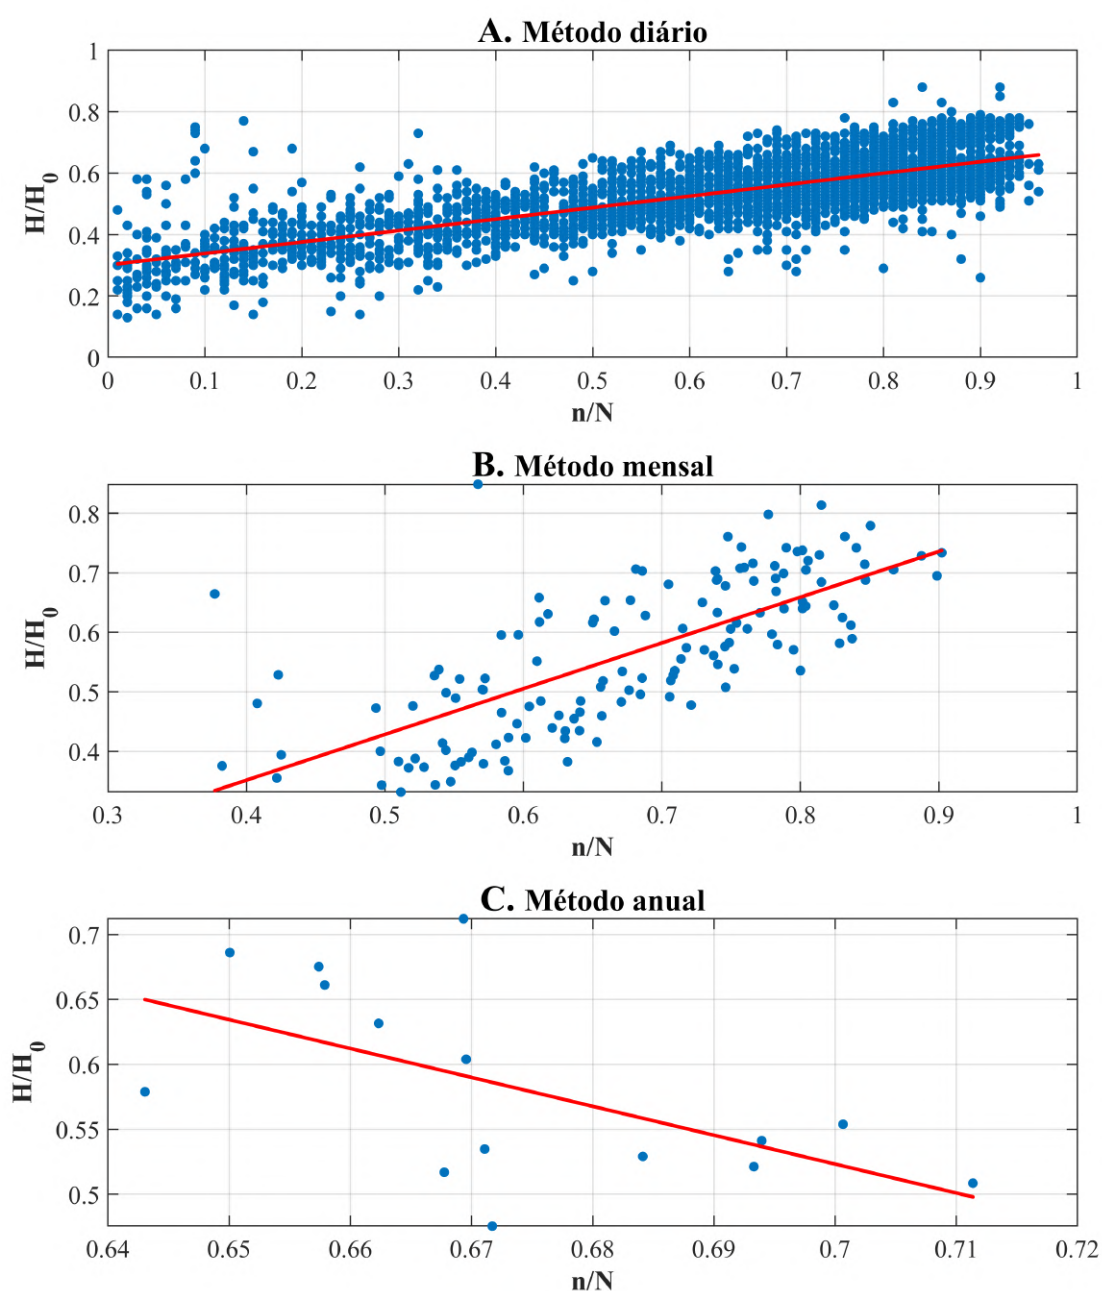 A. Método diário
1
0.8
0.6
0.4
0.2
0
H/H0
0 0.1 0.2 0.3 0.4 0.5 0.6 0.7 0.8 0.9 1
n/N
B. Método mensal
0.8
0.7
0.6
0.5
0.4
H/H0
0.3 0.4 0.5 0.6 0.7 0.8 0.9 1
n/N
C. Método anual
0.7
0.65
0.6
0.55
0.5
H/H0
0.64 0.65 0.66 0.67 0.68 0.69 0.7 0.71 0.72
n/N